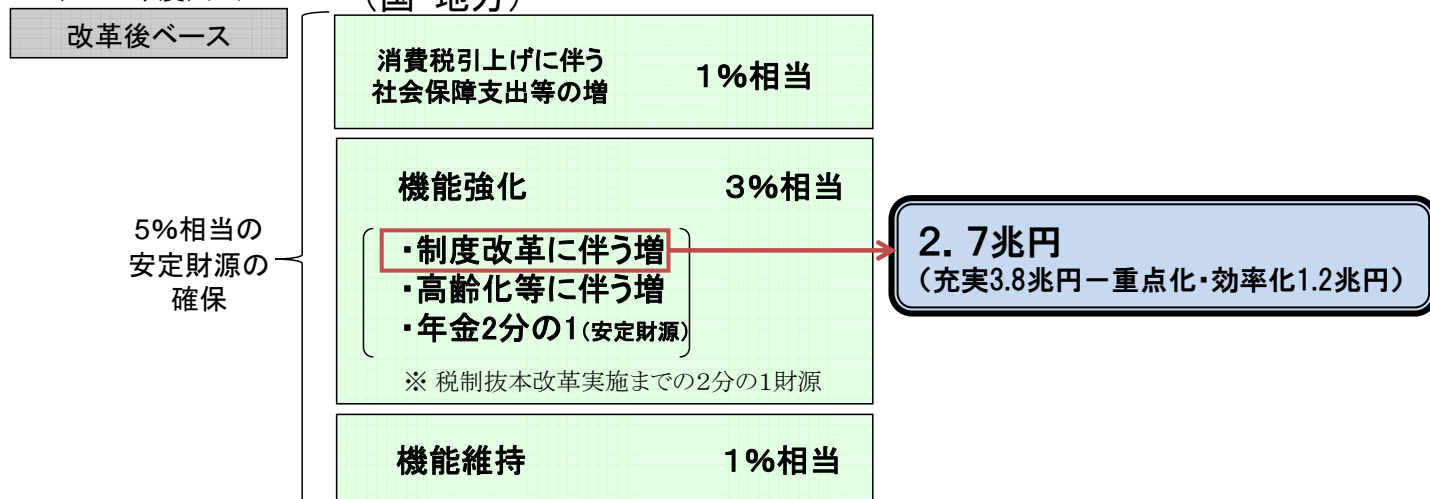 (国・地方)
改革後ベース
消費税引上げに伴う
社会保障支出等の増
1%相当
機能強化
3%相当
・制度改革に伴う増
・高齢化等に伴う増
・年金2分の1(安定財源)
※ 税制抜本改革実施までの2分の1財源
5%相当の
安定財源の
確保
2.7兆円
(充実3.8兆円-重点化・効率化1.2兆円)
機能維持
1%相当